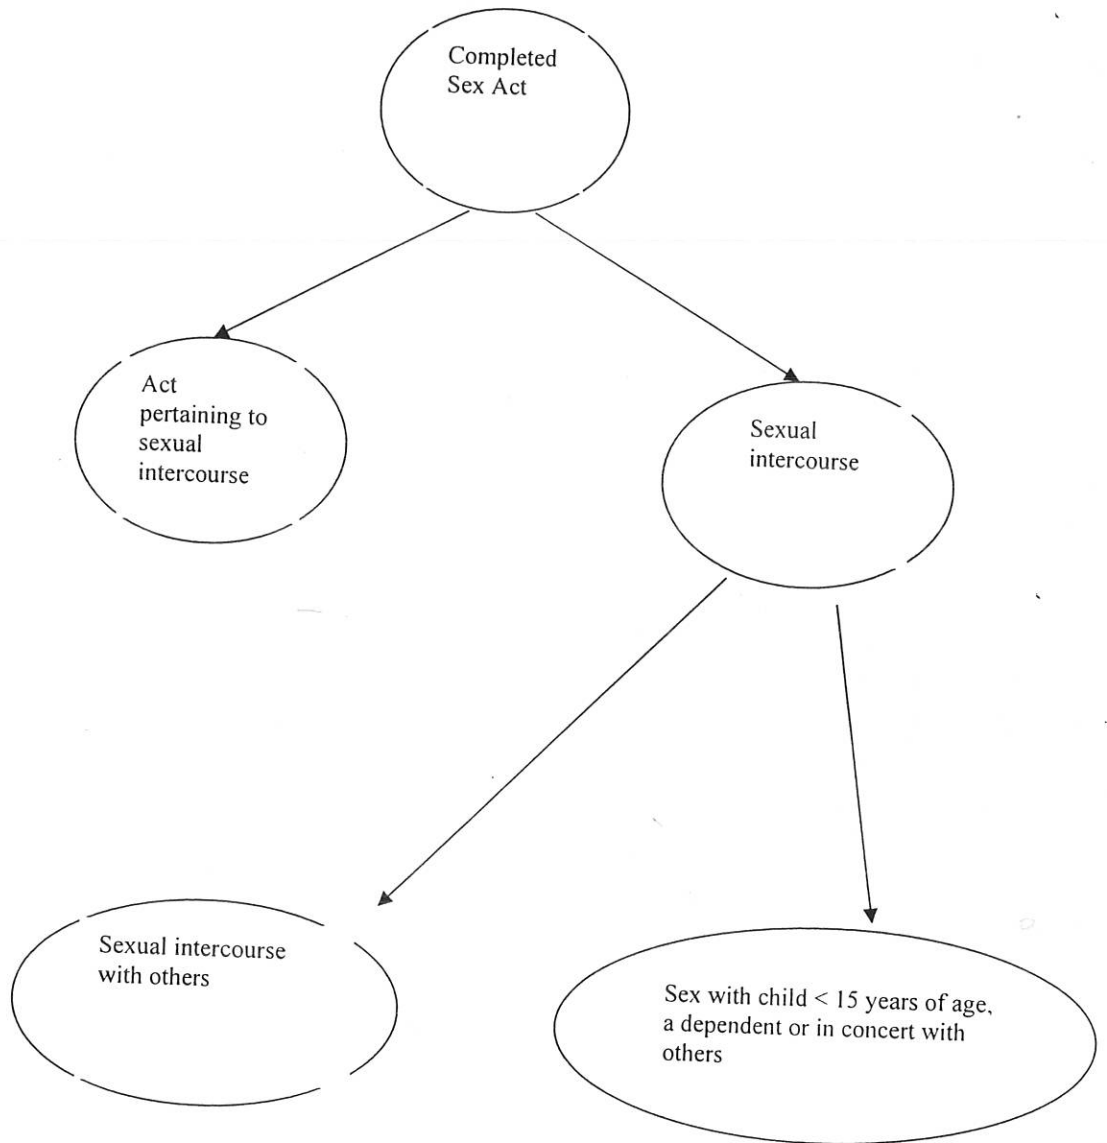 Completed
Sex Act
Act
pertaining to
sexual
intercourse
Sexual
intercourse
Sexual intercourse
with others
Sex with child < 15 years of age,
a dependent or in concert with
others